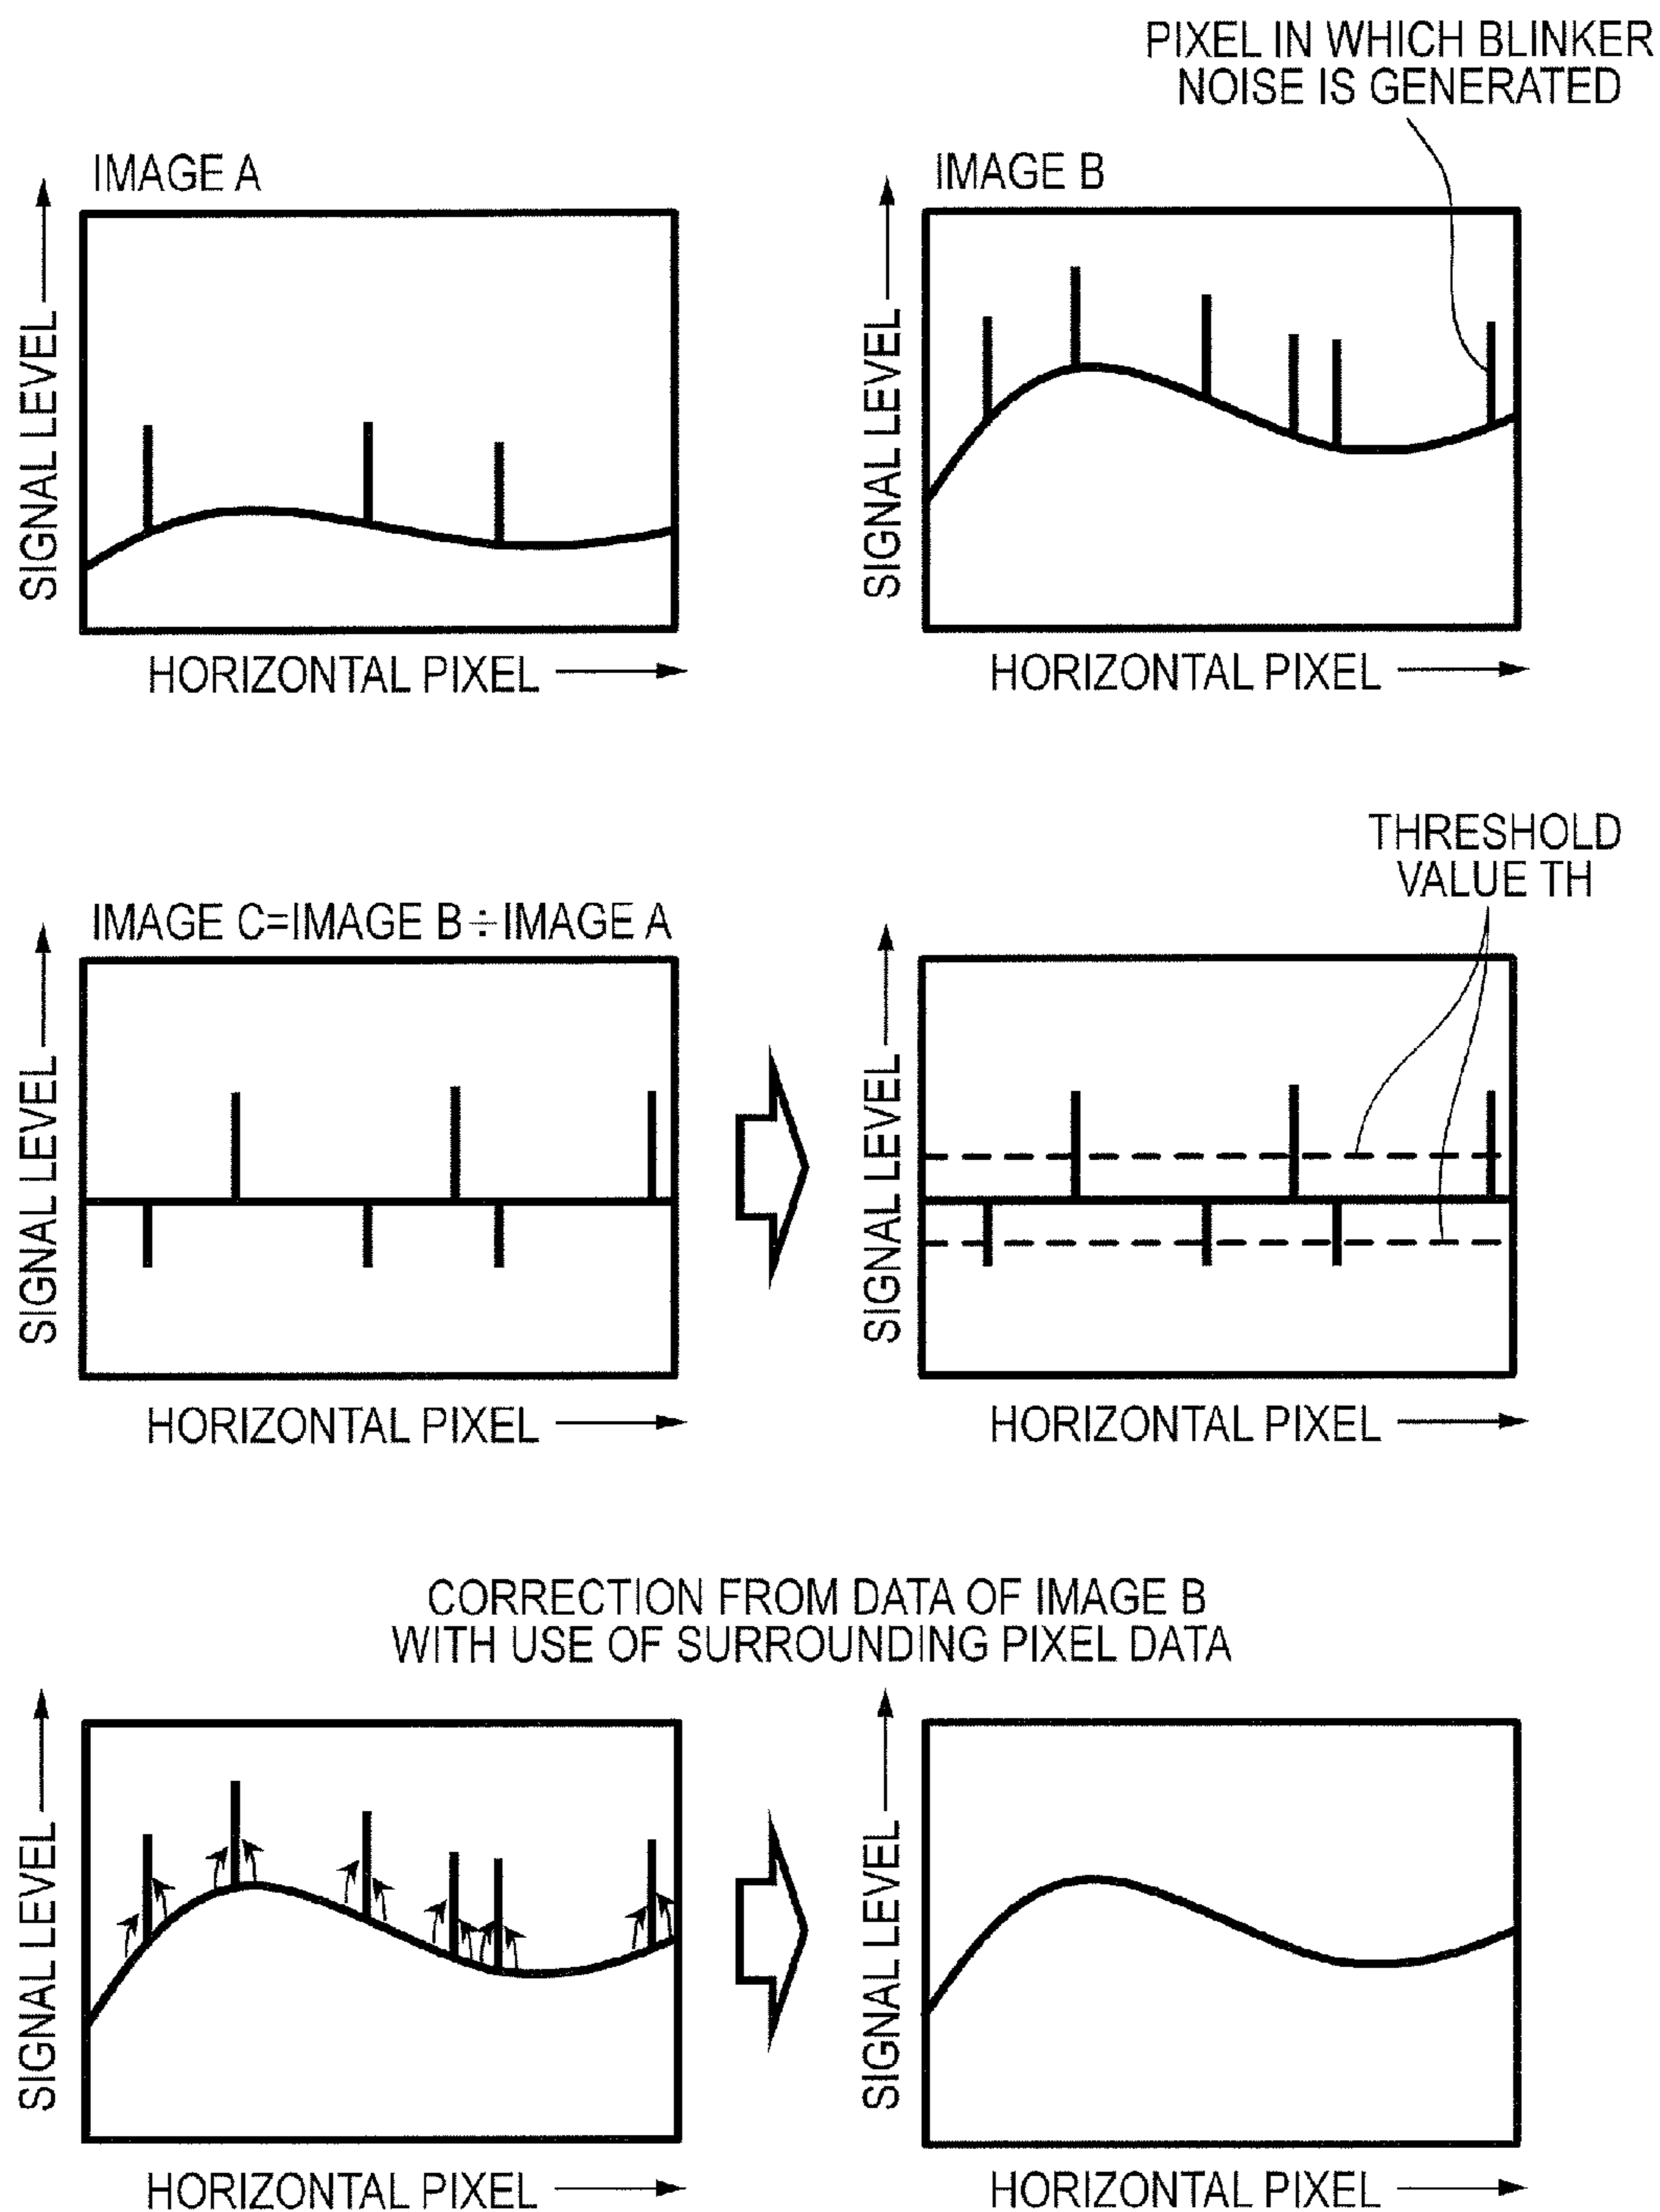 PIXEL IN WHICH BLINKER
NOISE IS GENERATED
IMAGE A
SIGNAL LEVEL
HORIZONTAL PIXEL
IMAGE B
SIGNAL LEVEL
HORIZONTAL PIXEL
THRESHOLD
VALUE TH
IMAGE C=IMAGE B÷IMAGE A
SIGNAL LEVEL
HORIZONTAL PIXEL
SIGNAL LEVEL
HORIZONTAL PIXEL
CORRECTION FROM DATA OF IMAGE B
WITH USE OF SURROUNDING PIXEL DATA
SIGNAL LEVEL
HORIZONTAL PIXEL
SIGNAL LEVEL
HORIZONTAL PIXEL